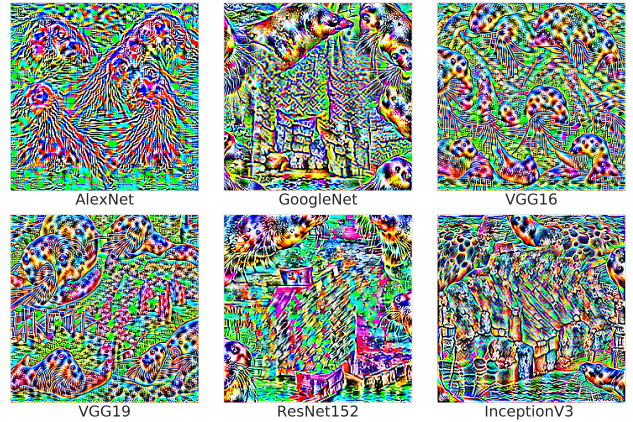 AlexNet
GoogleNet
VGG16
VGG19
ResNet152
InceptionV3